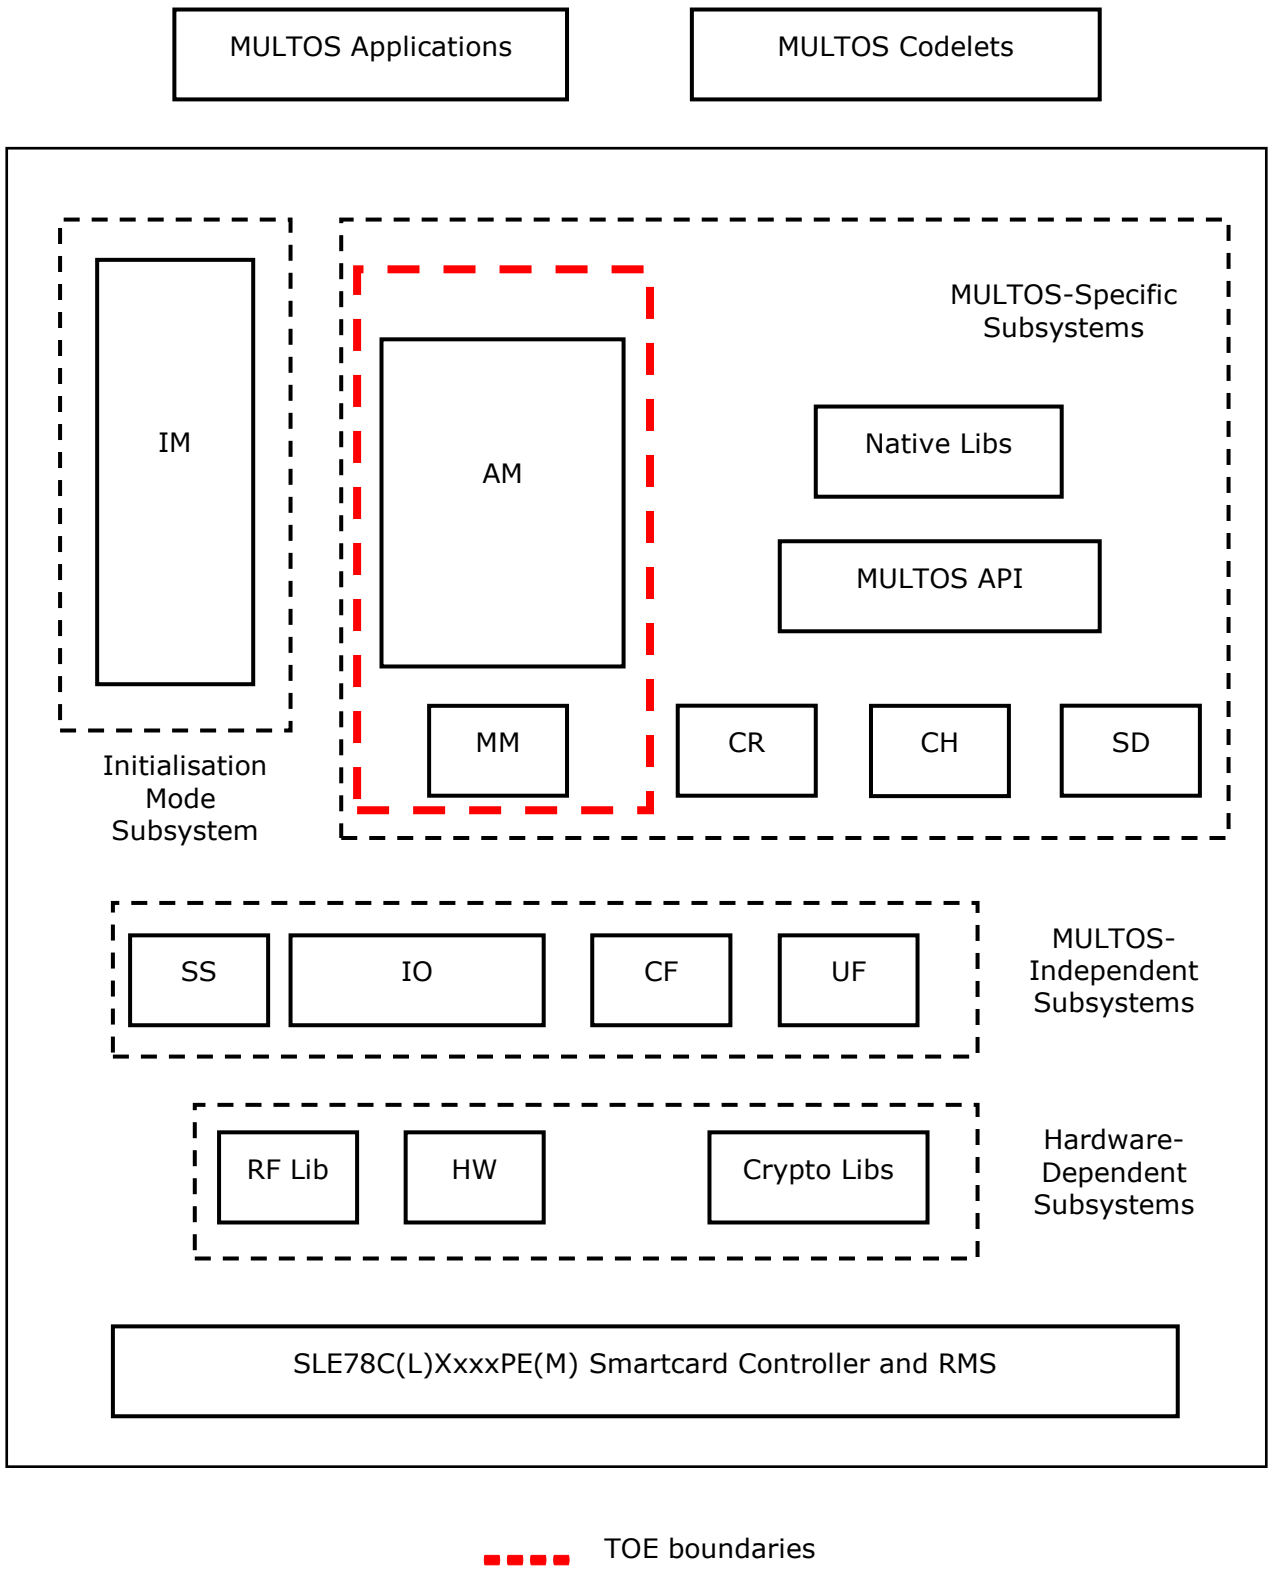 MULTOS Applications
MULTOS Codelets
MULTOS-Specific
Subsystems
IM
AM
Native Libs
MULTOS API
MM
CR
CH
SD
Initialisation
Mode
Subsystem
SS
IO
CF
UF
MULTOS-
Independent
Subsystems
RF Lib
HW
Crypto Libs
Hardware-
Dependent
Subsystems
SLE78C(L)XxxxPE(M) Smartcard Controller and RMS
TOE boundaries